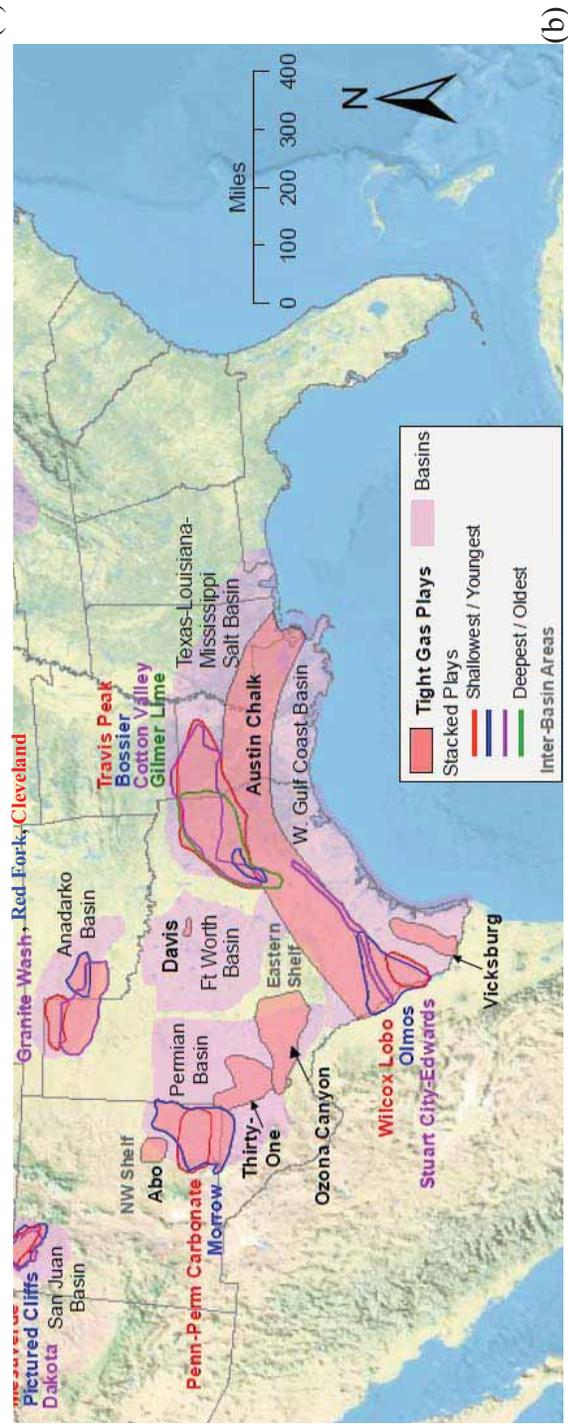 Mesaverde
Pictured Cliffs
Dakota
San Juan
Basin
Granite Wash, Red Fork, Cleveland
Anadarko
Basin
Travis Peak
Bossier
Cotton Valley
Gilmer Lime
Texas-Louisiana-
Mississippi
Salt Basin
NW Shelf
Abo
Permian
Basin
Davis
Ft Worth
Basin
Eastern
Shelf
Austin Chalk
W. Gulf Coast Basin
Penn-Perm Carbonate
Morrow
Thirty-
One
Ozona Canyon
Wilcox Lobo
Olmos
Stuart City-Edwards
Vicksburg
Miles
0 100 200 300 400
N
Tight Gas Plays
Basins
Stacked Plays
Shallowest / Youngest
Deepest / Oldest
Inter-Basin Areas
(b)